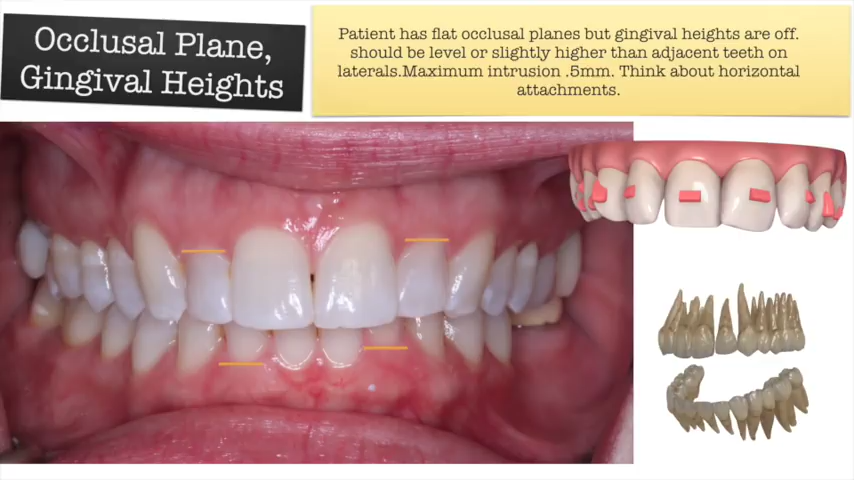 Occlusal Plane,
Gingival Heights
Patient has flat occlusal planes but gingival heights are off.
should be level or slightly higher than adjacent teeth on
laterals.Maximum intrusion .5mm. Think about horizontal
attachments.